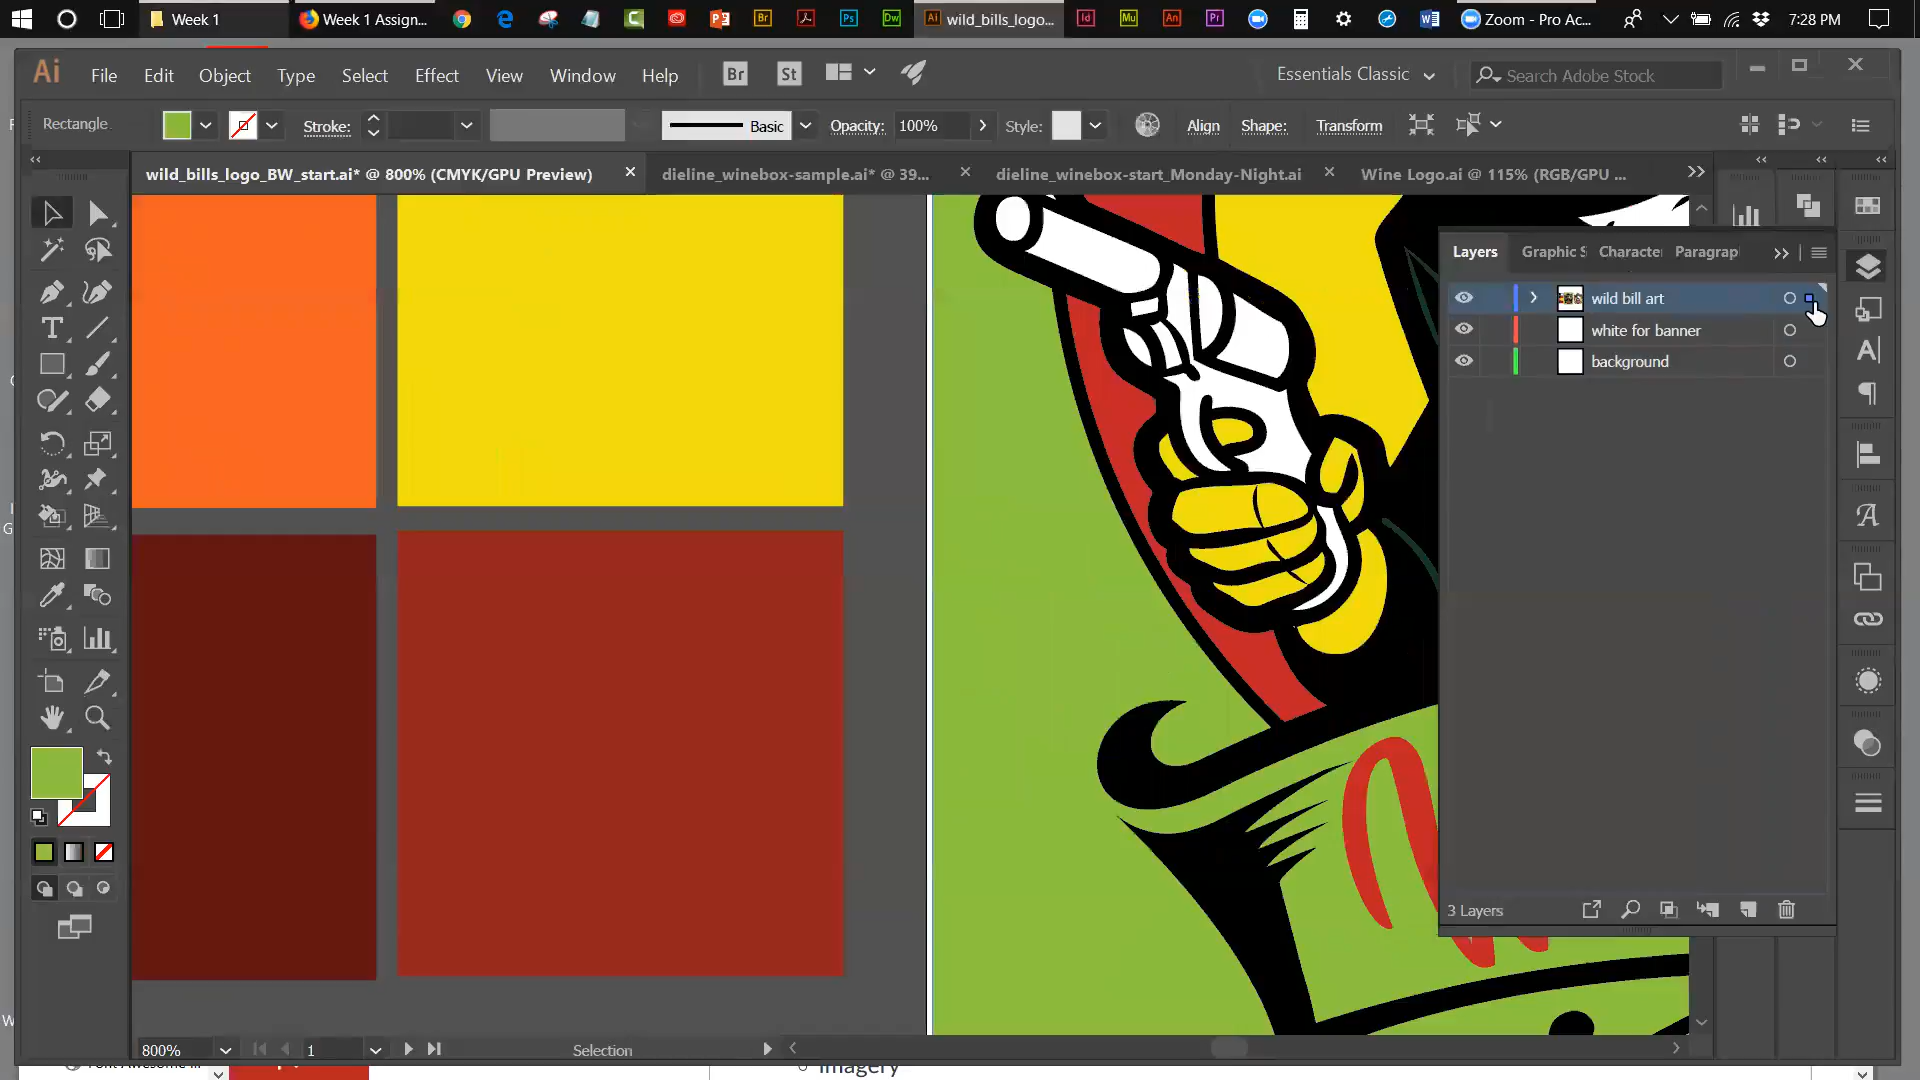 Week 1
Week 1 Assign...
wild_bills_logo...
Zoom - Pro Ac...
7:28 PM
Ai
File
Edit
Object
Type
Select
Effect
View
Window
Help
Br
St
Essentials Classic
Search Adobe Stock
Rectangle
Stroke:
Basic
Opacity:
100%
Style:
Align
Shape:
Transform
wild_bills_logo_BW_start.ai* @ 800% (CMYK/GPU Preview)
dieline_winebox-sample.ai* @ 39...
dieline_winebox-start_Monday-Night.ai
Wine Logo.ai @ 115% (RGB/GPU ...
Layers
Graphic S
Characte
Paragrap
wild bill art
white for banner
background
3 Layers
800%
1
Selection
Imagery